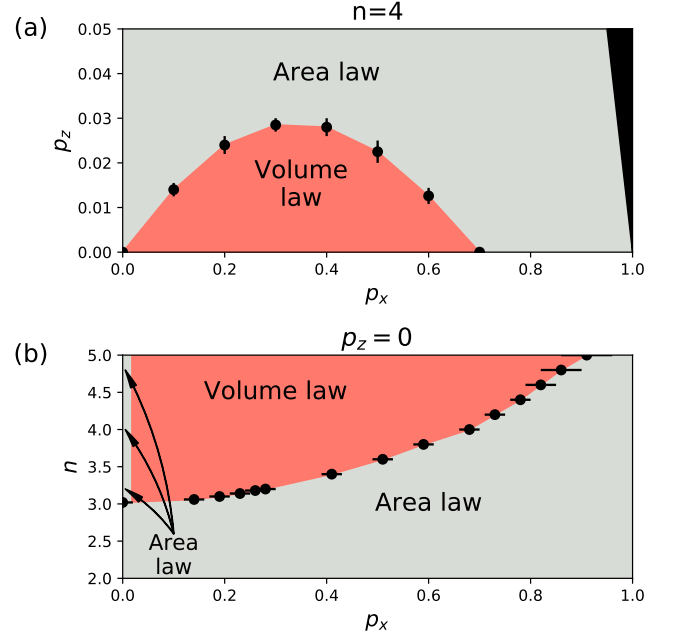 (a)
n=4
0.05
0.04
0.03
0.02
0.01
0.00
p_z
Area law
Volume
law
0.0 0.2 0.4 0.6 0.8 1.0
p_x
(b)
p_z = 0
5.0
4.5
4.0
3.5
3.0
2.5
2.0
n
Volume law
Area law
Area
law
0.0 0.2 0.4 0.6 0.8 1.0
p_x